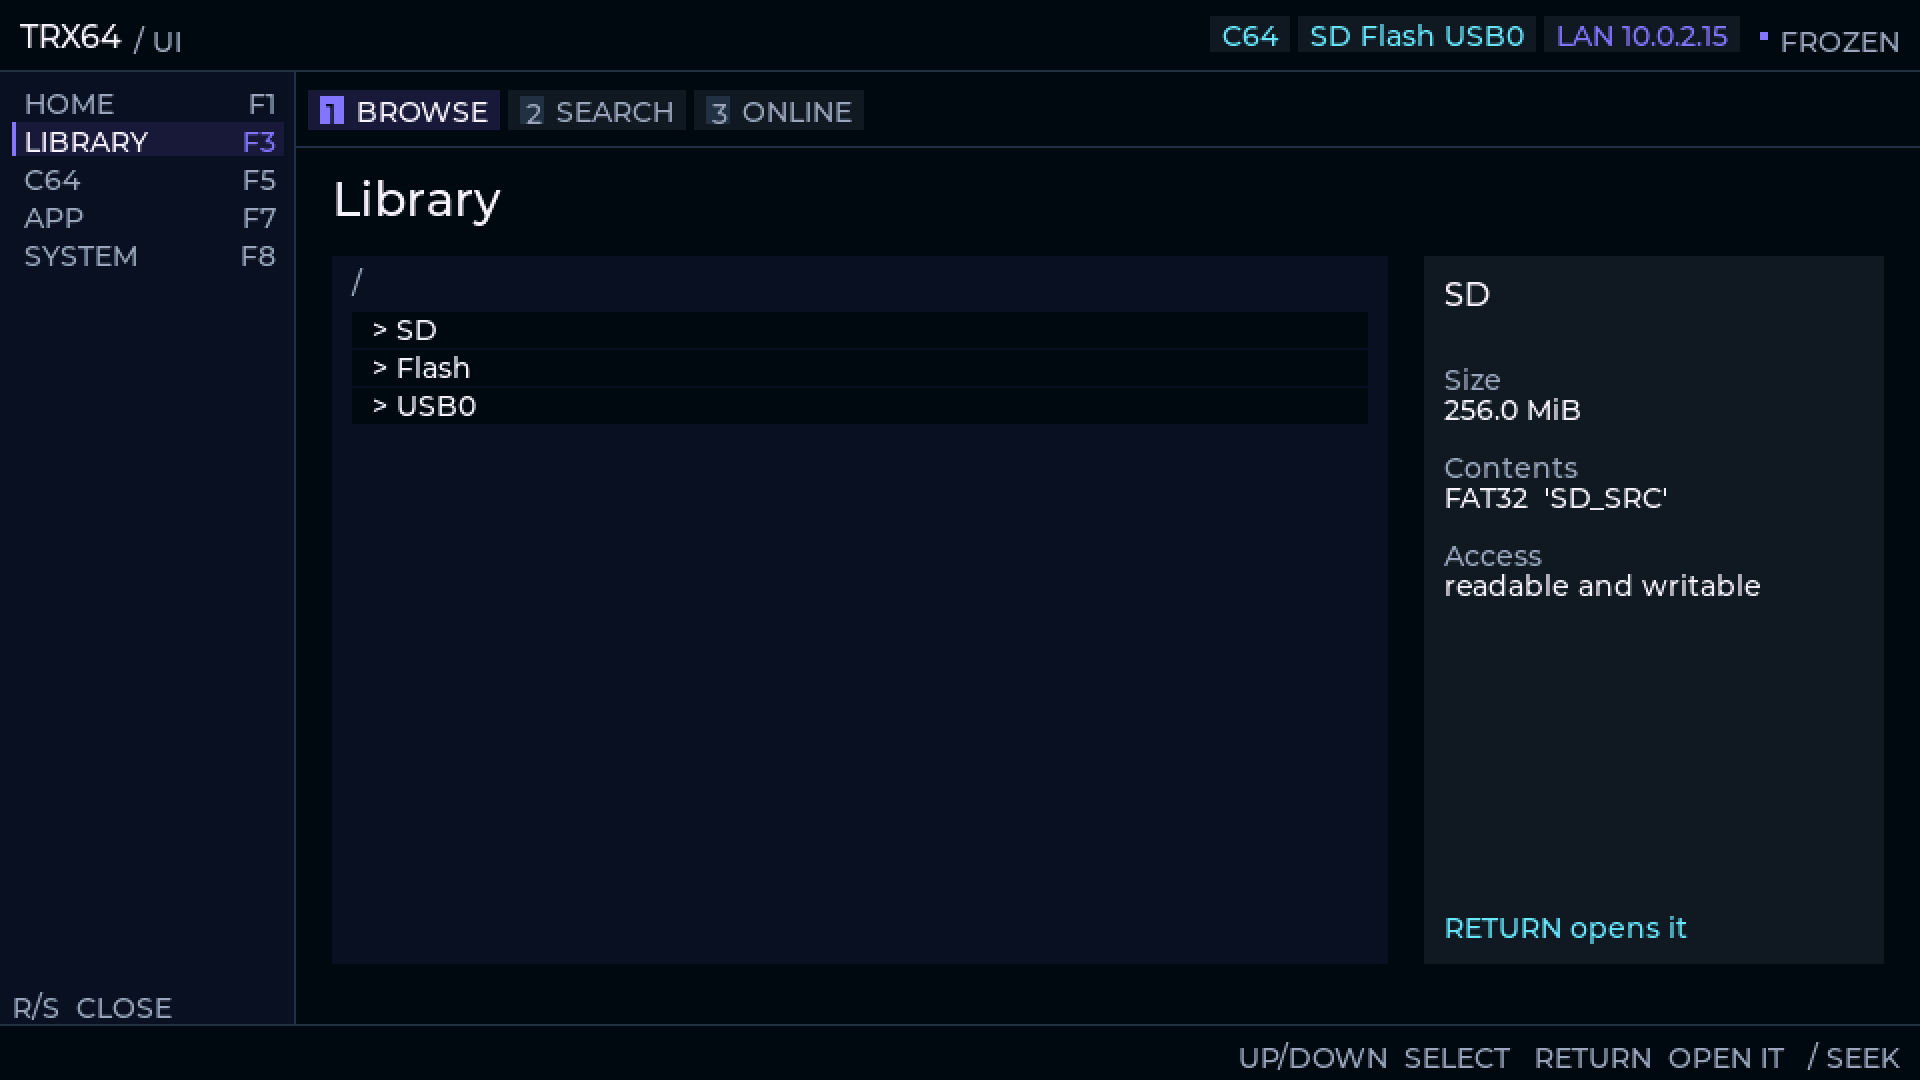 TRX64 / UI
C64 SD Flash USB0 LAN 10.0.2.15 FROZEN
HOME F1
LIBRARY F3
C64 F5
APP F7
SYSTEM F8
R/S CLOSE
1 BROWSE 2 SEARCH 3 ONLINE
Library
/
> SD
> Flash
> USB0
SD
Size
256.0 MiB
Contents
FAT32 'SD_SRC'
Access
readable and writable
RETURN opens it
UP/DOWN SELECT RETURN OPEN IT / SEEK